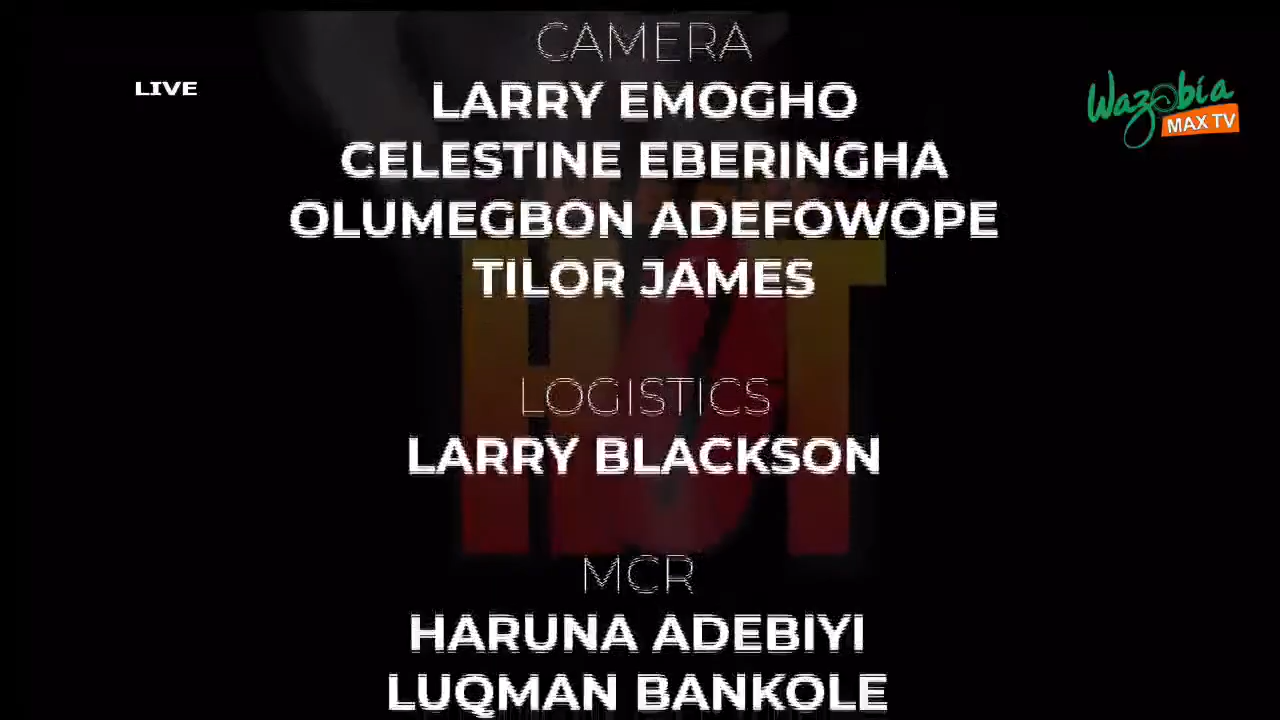 CAMERA
LIVE
LARRY EMOGHO
Wazobia
MAX TV
CELESTINE EBERINGHA
OLUMEGBON ADEFOWOPE
TILOR JAMES
HOT
LOGISTICS
LARRY BLACKSON
MCR
HARUNA ADEBIYI
LUQMAN BANKOLE